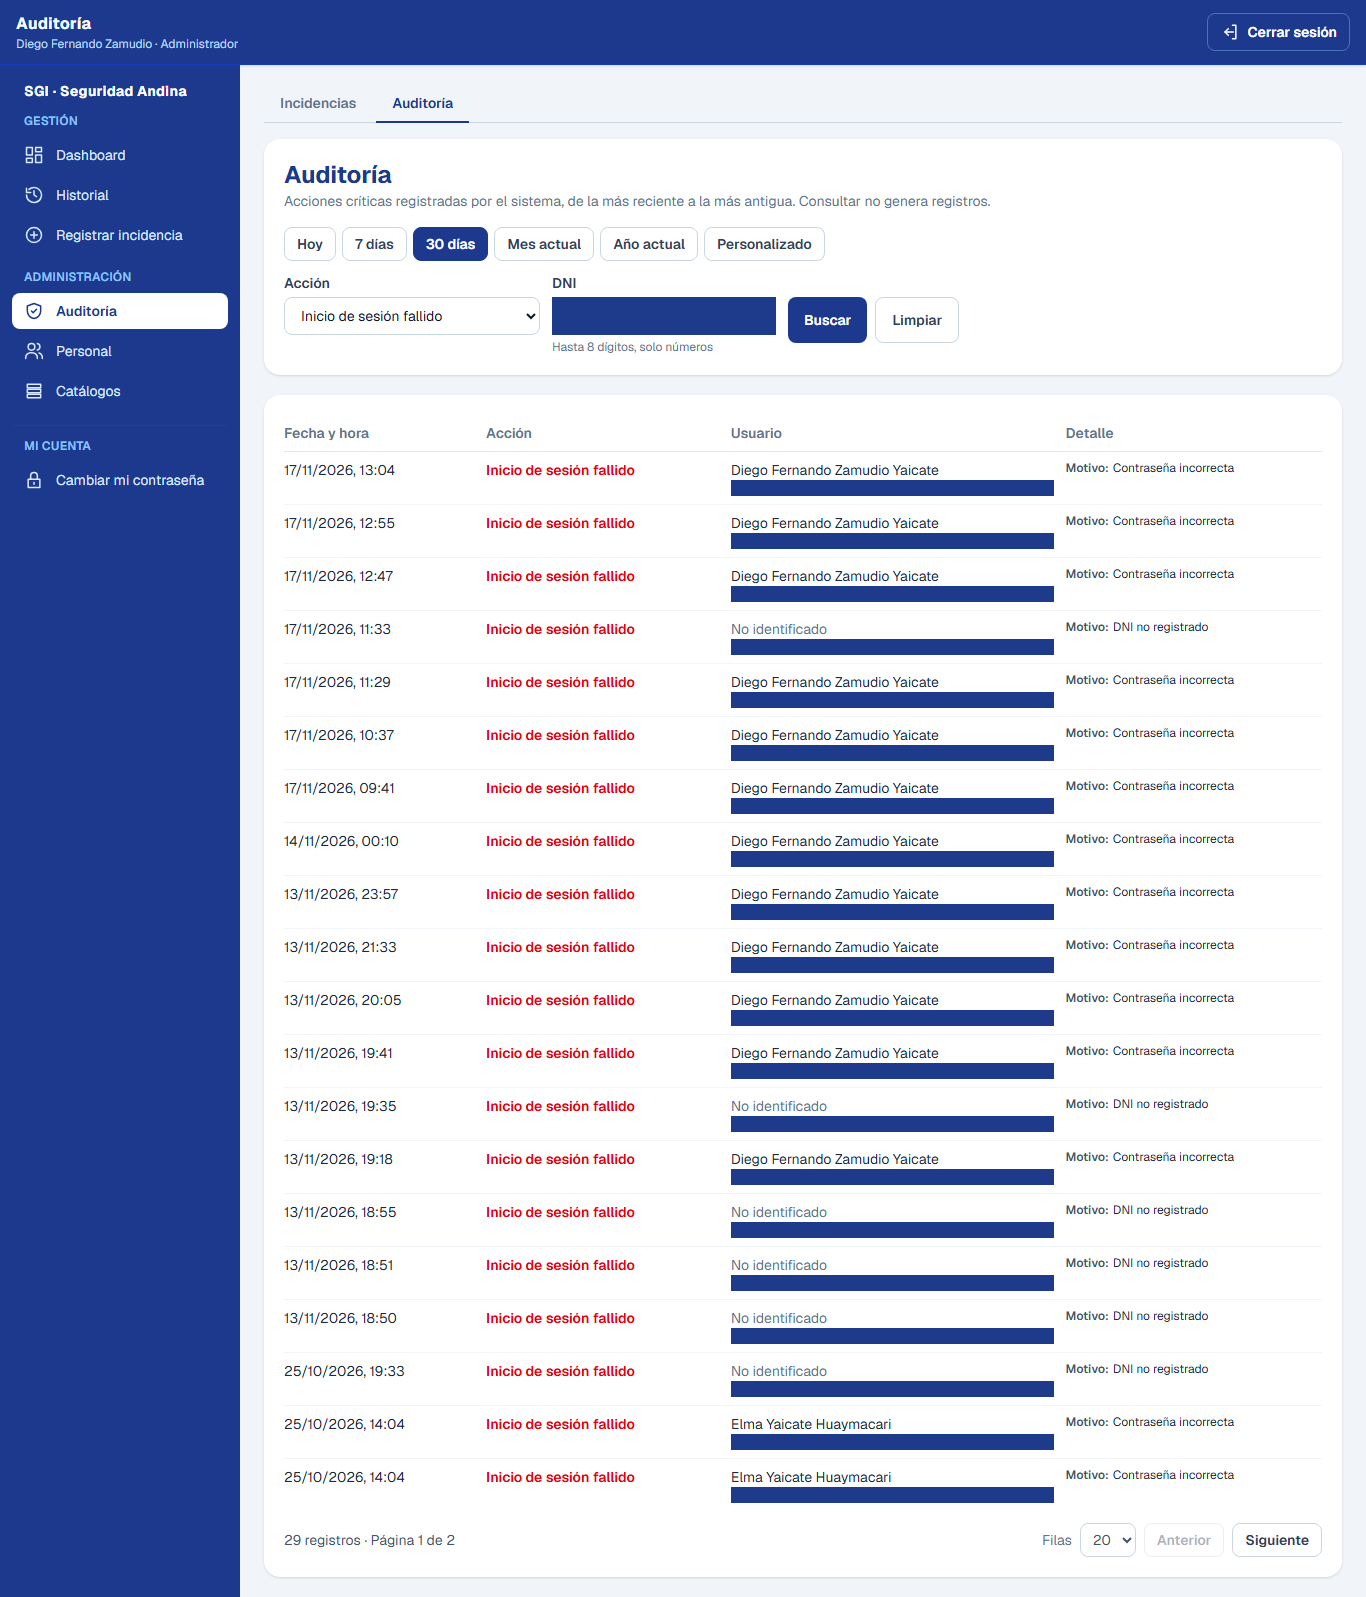 Auditoría
Diego Fernando Zamudio · Administrador
Cerrar sesión
SGI · Seguridad Andina
GESTIÓN
Dashboard
Historial
Registrar incidencia
ADMINISTRACIÓN
Auditoría
Personal
Catálogos
MI CUENTA
Cambiar mi contraseña
Incidencias Auditoría
Auditoría
Acciones críticas registradas por el sistema, de la más reciente a la más antigua. Consultar no genera registros.
Hoy 7 días 30 días Mes actual Año actual Personalizado
Acción DNI
Inicio de sesión fallido Buscar Limpiar
Hasta 8 dígitos, solo números
Fecha y hora Acción Usuario Detalle
17/11/2026, 13:04 Inicio de sesión fallido Diego Fernando Zamudio Yaicate Motivo: Contraseña incorrecta
17/11/2026, 12:55 Inicio de sesión fallido Diego Fernando Zamudio Yaicate Motivo: Contraseña incorrecta
17/11/2026, 12:47 Inicio de sesión fallido Diego Fernando Zamudio Yaicate Motivo: Contraseña incorrecta
17/11/2026, 11:33 Inicio de sesión fallido No identificado Motivo: DNI no registrado
17/11/2026, 11:29 Inicio de sesión fallido Diego Fernando Zamudio Yaicate Motivo: Contraseña incorrecta
17/11/2026, 10:37 Inicio de sesión fallido Diego Fernando Zamudio Yaicate Motivo: Contraseña incorrecta
17/11/2026, 09:41 Inicio de sesión fallido Diego Fernando Zamudio Yaicate Motivo: Contraseña incorrecta
14/11/2026, 00:10 Inicio de sesión fallido Diego Fernando Zamudio Yaicate Motivo: Contraseña incorrecta
13/11/2026, 23:57 Inicio de sesión fallido Diego Fernando Zamudio Yaicate Motivo: Contraseña incorrecta
13/11/2026, 21:33 Inicio de sesión fallido Diego Fernando Zamudio Yaicate Motivo: Contraseña incorrecta
13/11/2026, 20:05 Inicio de sesión fallido Diego Fernando Zamudio Yaicate Motivo: Contraseña incorrecta
13/11/2026, 19:41 Inicio de sesión fallido Diego Fernando Zamudio Yaicate Motivo: Contraseña incorrecta
13/11/2026, 19:35 Inicio de sesión fallido No identificado Motivo: DNI no registrado
13/11/2026, 19:18 Inicio de sesión fallido Diego Fernando Zamudio Yaicate Motivo: Contraseña incorrecta
13/11/2026, 18:55 Inicio de sesión fallido No identificado Motivo: DNI no registrado
13/11/2026, 18:51 Inicio de sesión fallido No identificado Motivo: DNI no registrado
13/11/2026, 18:50 Inicio de sesión fallido No identificado Motivo: DNI no registrado
25/10/2026, 19:33 Inicio de sesión fallido No identificado Motivo: DNI no registrado
25/10/2026, 14:04 Inicio de sesión fallido Elma Yaicate Huaymacari Motivo: Contraseña incorrecta
25/10/2026, 14:04 Inicio de sesión fallido Elma Yaicate Huaymacari Motivo: Contraseña incorrecta
29 registros · Página 1 de 2 Filas 20 Anterior Siguiente